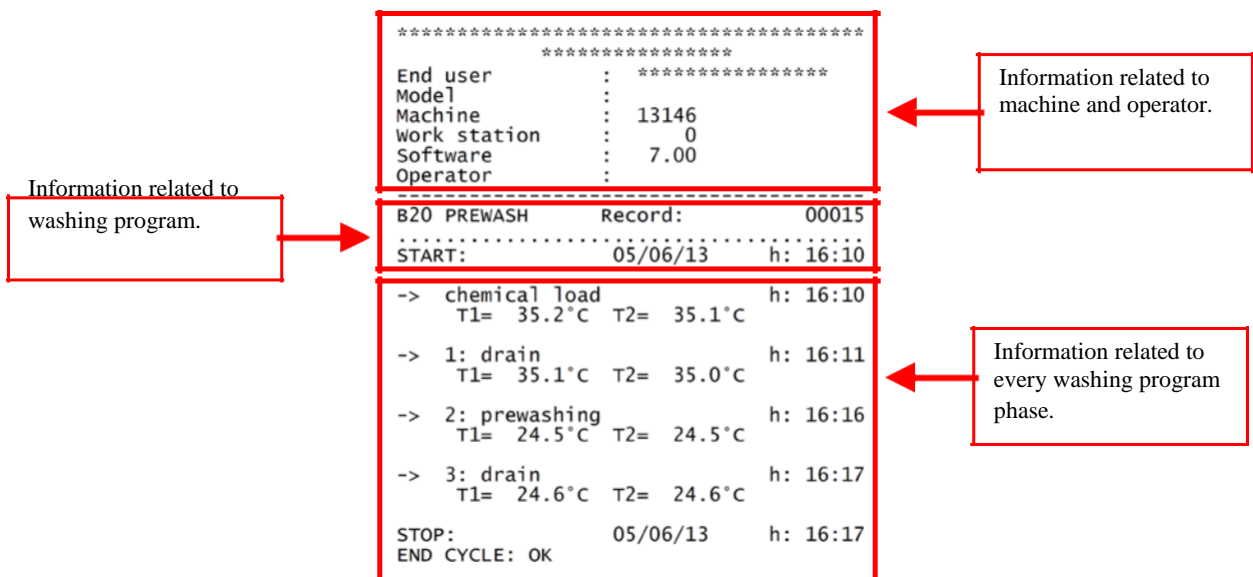 ***************************************
****************
End user : ****************
Model :
Machine : 13146
Work station : 0
Software : 7.00
Operator :
---------------------------------------
B20 PREWASH Record: 00015
.......................................
START: 05/06/13 h: 16:10
-> chemical load h: 16:10
T1= 35.2°C T2= 35.1°C
-> 1: drain h: 16:11
T1= 35.1°C T2= 35.0°C
-> 2: prewashing h: 16:16
T1= 24.5°C T2= 24.5°C
-> 3: drain h: 16:17
T1= 24.6°C T2= 24.6°C
STOP: 05/06/13 h: 16:17
END CYCLE: OK
Information related to
machine and operator.
Information related to
washing program.
Information related to
every washing program
phase.